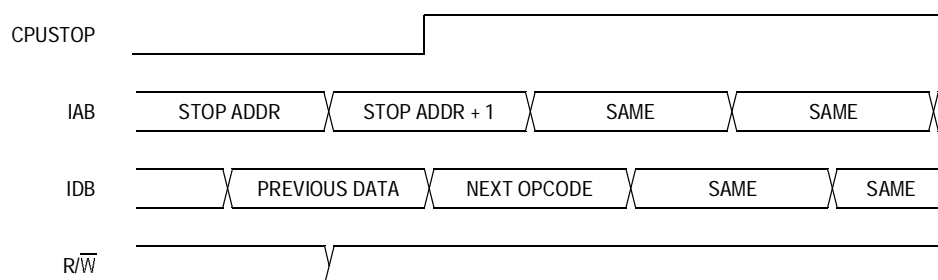 CPUSTOP
IAB STOP ADDR STOP ADDR + 1 SAME SAME
IDB PREVIOUS DATA NEXT OPCODE SAME SAME
R/W̅